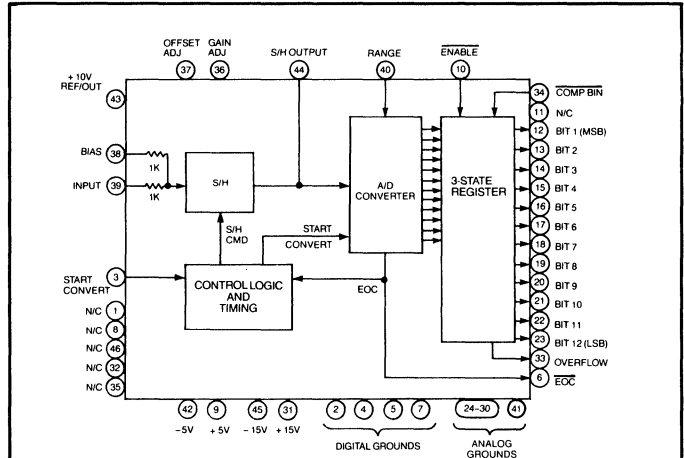 OFFSET ADJ
37
GAIN ADJ
36
S/H OUTPUT
44
RANGE
40
ENABLE
10
+ 10V REF/OUT
43
BIAS
38
1K
INPUT
39
1K
S/H
S/H CMD
START CONVERT
A/D CONVERTER
3-STATE REGISTER
START CONVERT
3
CONTROL LOGIC AND TIMING
EOC
N/C
1
N/C
8
N/C
46
N/C
32
N/C
35
34
COMP BIN
11
N/C
12
BIT 1 (MSB)
13
BIT 2
14
BIT 3
15
BIT 4
16
BIT 5
17
BIT 6
18
BIT 7
19
BIT 8
20
BIT 9
21
BIT 10
22
BIT 11
23
BIT 12 (LSB)
33
OVERFLOW
6
EOC
42
9
45
31
2
4
5
7
24-30
41
-5V
+5V
-15V
+15V
DIGITAL GROUNDS
ANALOG GROUNDS